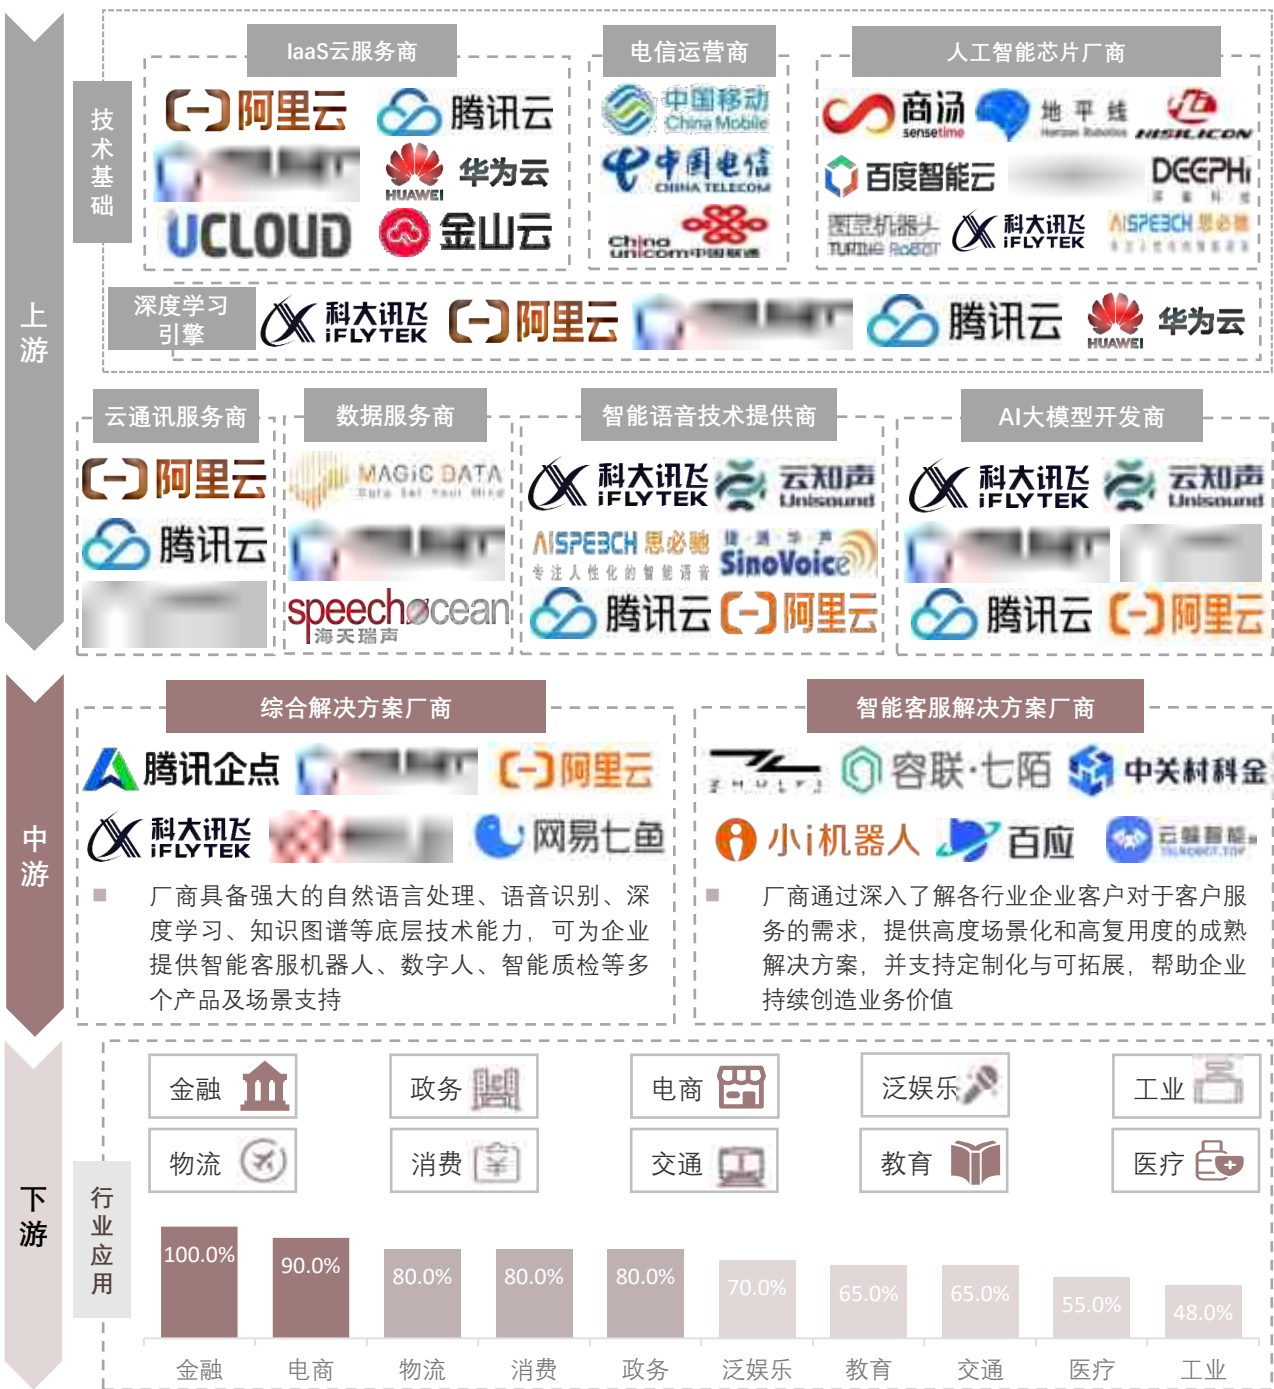 上游
技术基础
IaaS云服务商
阿里云
腾讯云
HUAWEI 华为云
UCLOUD
金山云
电信运营商
中国移动
China Mobile
中国电信
CHINA TELECOM
China
unicom中国联通
人工智能芯片厂商
商汤
sensetime
地平线
Horizon Robotics
HISILICON
百度智能云
DEEPHi
深鉴科技
图灵机器人
TURING ROBOT
科大讯飞
iFLYTEK
AISPEECH 思必驰
专注人性化的智能语音
深度学习
引擎
科大讯飞
iFLYTEK
阿里云
腾讯云
HUAWEI 华为云
云通讯服务商
阿里云
腾讯云
数据服务商
MAGIC DATA
speechocean
海天瑞声
智能语音技术提供商
科大讯飞
iFLYTEK
云知声
Unisound
AISPEECH 思必驰
专注人性化的智能语音
捷通华声
SinoVoice
腾讯云
阿里云
AI大模型开发商
科大讯飞
iFLYTEK
云知声
Unisound
腾讯云
阿里云
中游
综合解决方案厂商
腾讯企点
阿里云
科大讯飞
iFLYTEK
网易七鱼
厂商具备强大的自然语言处理、语音识别、深
度学习、知识图谱等底层技术能力，可为企业
提供智能客服机器人、数字人、智能质检等多
个产品及场景支持
智能客服解决方案厂商
容联·七陌
中关村科金
小i机器人
百应
厂商通过深入了解各行业企业客户对于客户服
务的需求，提供高度场景化和高复用度的成熟
解决方案，并支持定制化与可拓展，帮助企业
持续创造业务价值
下游
行业应用
金融
政务
电商
泛娱乐
工业
物流
消费
交通
教育
医疗
100.0%
90.0%
80.0%
80.0%
80.0%
70.0%
65.0%
65.0%
55.0%
48.0%
金融
电商
物流
消费
政务
泛娱乐
教育
交通
医疗
工业